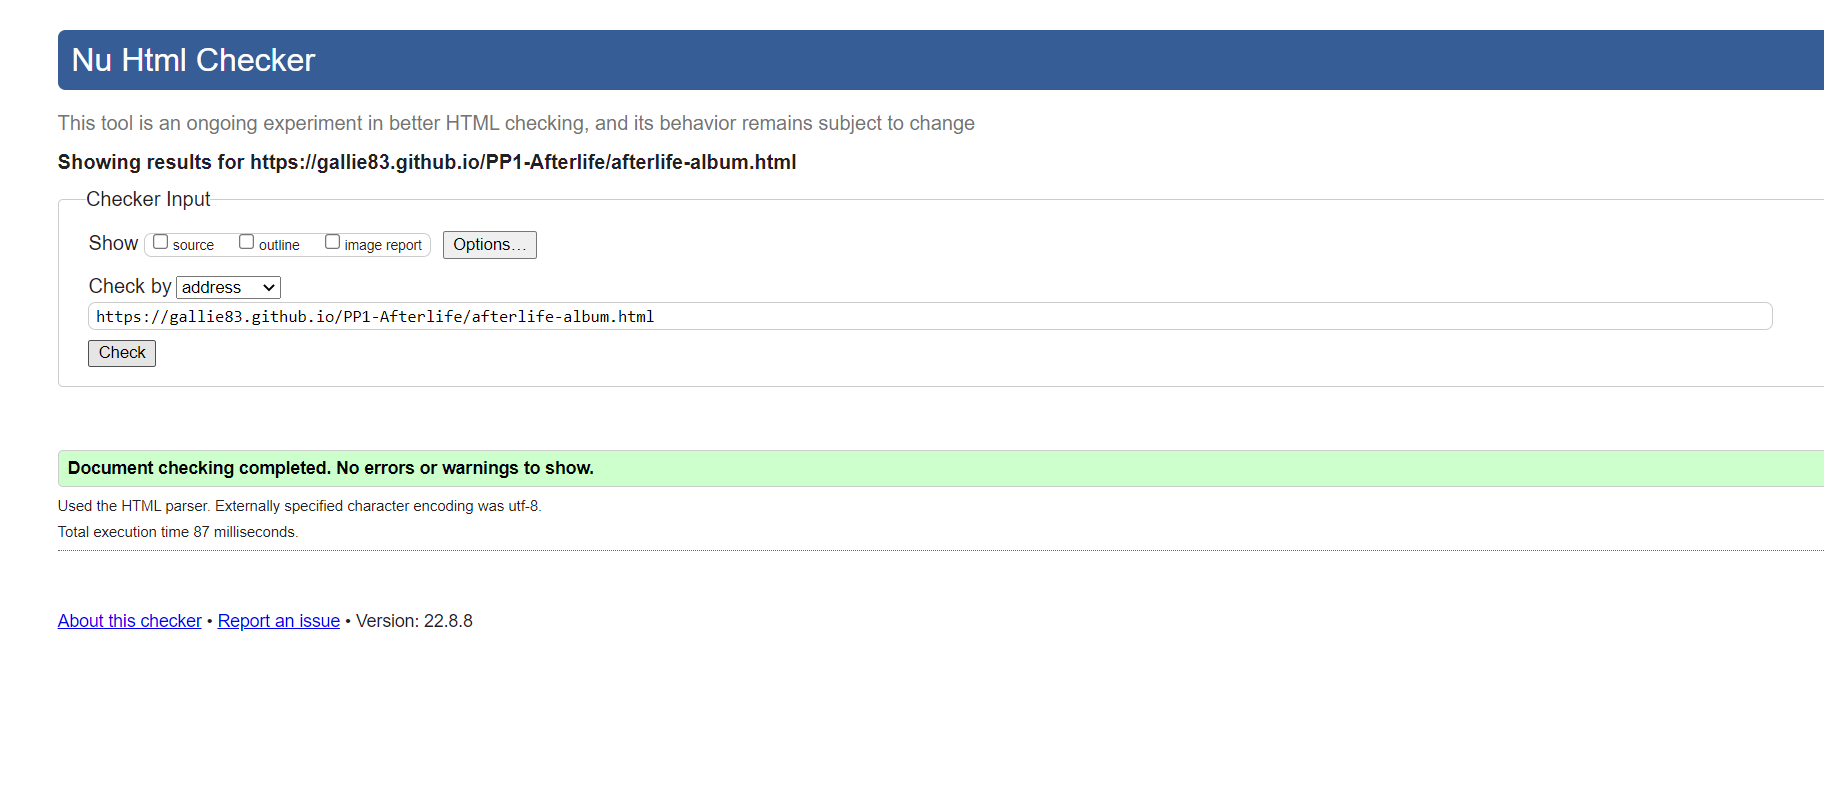 Nu Html Checker
This tool is an ongoing experiment in better HTML checking, and its behavior remains subject to change
Showing results for https://gallie83.github.io/PP1-Afterlife/afterlife-album.html
Checker Input
Show source outline image report Options...
Check by address
https://gallie83.github.io/PP1-Afterlife/afterlife-album.html
Check
Document checking completed. No errors or warnings to show.
Used the HTML parser. Externally specified character encoding was utf-8.
Total execution time 87 milliseconds.
About this checker • Report an issue • Version: 22.8.8